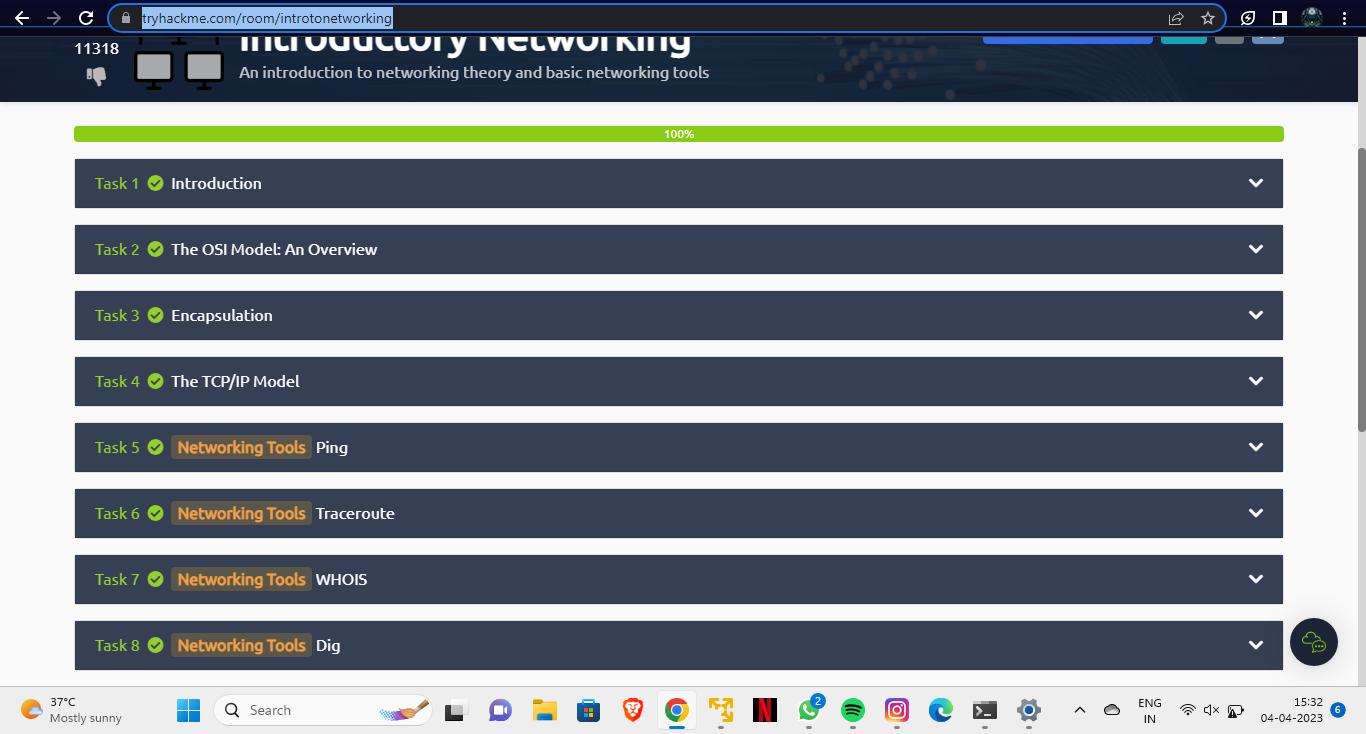 tryhackme.com/room/introtonetworking
11318
Introductory Networking
An introduction to networking theory and basic networking tools
100%
Task 1 Introduction
Task 2 The OSI Model: An Overview
Task 3 Encapsulation
Task 4 The TCP/IP Model
Task 5 Networking Tools Ping
Task 6 Networking Tools Traceroute
Task 7 Networking Tools WHOIS
Task 8 Networking Tools Dig
37°C
Mostly sunny
Search
2
ENG
IN
15:32
04-04-2023
6